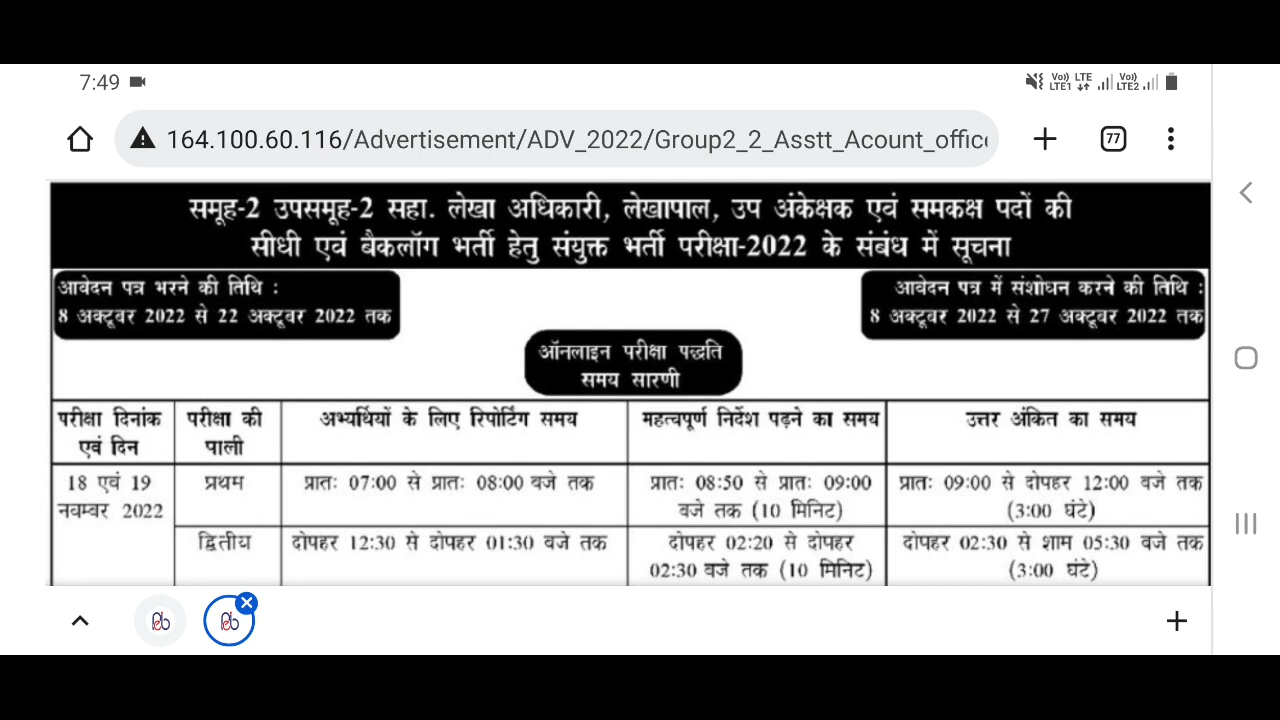 7:49
Vo)) LTE Vo))
LTE1 LTE2
164.100.60.116/Advertisement/ADV_2022/Group2_2_Asstt_Acount_office
77
समूह-2 उपसमूह-2 सहा. लेखा अधिकारी, लेखापाल, उप अंकेक्षक एवं समकक्ष पदों की
सीधी एवं बैकलॉग भर्ती हेतु संयुक्त भर्ती परीक्षा-2022 के संबंध में सूचना
आवेदन पत्र भरने की तिथि :
8 अक्टूबर 2022 से 22 अक्टूबर 2022 तक
आवेदन पत्र में संशोधन करने की तिथि :
8 अक्टूबर 2022 से 27 अक्टूबर 2022 तक
ऑनलाइन परीक्षा पद्धति
समय सारणी
परीक्षा दिनांक एवं दिन
परीक्षा की पाली
अभ्यर्थियों के लिए रिपोर्टिंग समय
महत्वपूर्ण निर्देश पढ़ने का समय
उत्तर अंकित का समय
18 एवं 19
नवम्बर 2022
प्रथम
प्रातः 07:00 से प्रातः 08:00 बजे तक
प्रातः 08:50 से प्रातः 09:00
बजे तक (10 मिनिट)
प्रातः 09:00 से दोपहर 12:00 बजे तक
(3:00 घंटे)
द्वितीय
दोपहर 12:30 से दोपहर 01:30 बजे तक
दोपहर 02:20 से दोपहर
02:30 बजे तक (10 मिनिट)
दोपहर 02:30 से शाम 05:30 बजे तक
(3:00 घंटे)